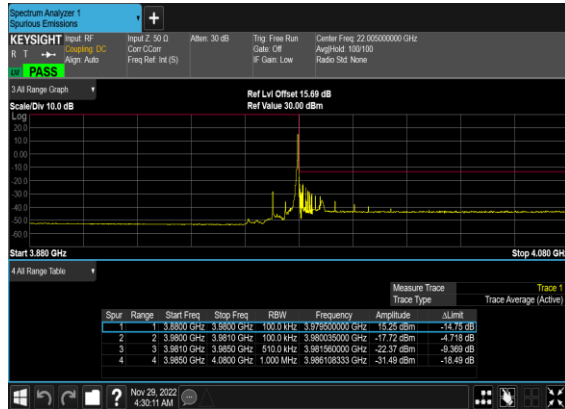 Spectrum Analyzer 1
Spurious Emissions
KEYSIGHT Input: RF Input Z: 50 Ω Atten: 30 dB Trig: Free Run Center Freq: 22.005000000 GHz
R T Coupling: DC Corr CCorr Gate: Off Avg|Hold: 100/100
Align: Auto Freq Ref: Int (S) IF Gain: Low Radio Std: None
PASS
3 All Range Graph
Ref Lvl Offset 15.69 dB
Scale/Div 10.0 dB Ref Value 30.00 dBm
Log
20.0
10.0
0.00
-10.0
-20.0
-30.0
-40.0
-50.0
-60.0
Start 3.880 GHz Stop 4.080 GHz
4 All Range Table
Measure Trace Trace 1
Trace Type Trace Average (Active)
Spur Range Start Freq Stop Freq RBW Frequency Amplitude ΔLimit
1 1 3.8800 GHz 3.9800 GHz 100.0 kHz 3.979500000 GHz 15.25 dBm -14.75 dB
2 2 3.9800 GHz 3.9810 GHz 100.0 kHz 3.980035000 GHz -17.72 dBm -4.718 dB
3 3 3.9810 GHz 3.9850 GHz 510.0 kHz 3.981560000 GHz -22.37 dBm -9.369 dB
4 4 3.9850 GHz 4.0800 GHz 1.000 MHz 3.986108333 GHz -31.49 dBm -18.49 dB
Nov 29, 2022
4:30:11 AM